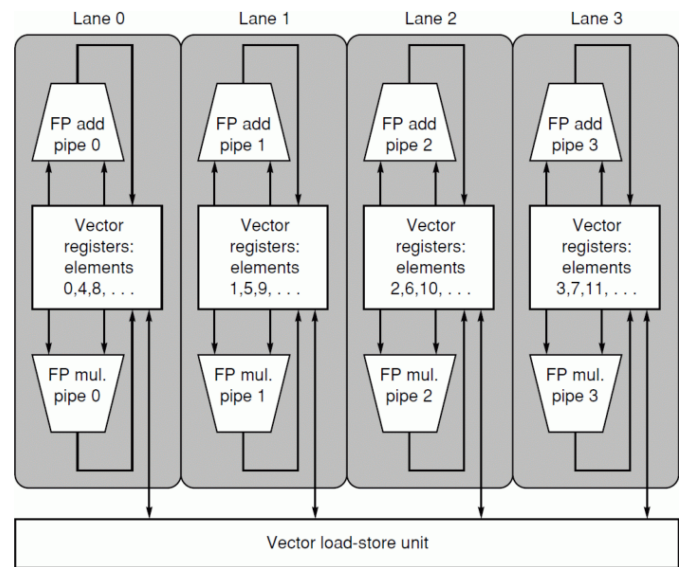 Lane 0
Lane 1
Lane 2
Lane 3
FP add
pipe 0
FP add
pipe 1
FP add
pipe 2
FP add
pipe 3
Vector
registers:
elements
0,4,8, . . .
Vector
registers:
elements
1,5,9, . . .
Vector
registers:
elements
2,6,10, . . .
Vector
registers:
elements
3,7,11, . . .
FP mul.
pipe 0
FP mul.
pipe 1
FP mul.
pipe 2
FP mul.
pipe 3
Vector load-store unit